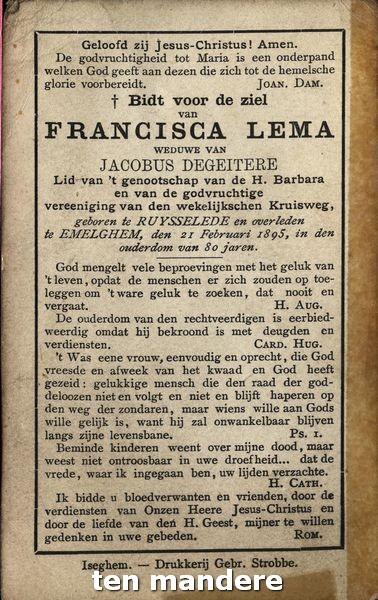 Geloofd zij Jesus-Christus! Amen.
De godvruchtigheid tot Maria is een onderpand
welken God geeft aan dezen die zich tot de hemelsche
glorie voorbereidt. Joan. Dam.
† Bidt voor de ziel
van
FRANCISCA LEMA
WEDUWE VAN
JACOBUS DEGEITERE
Lid van 't genootschap van de H. Barbara
en van de godvruchtige
vereeniging van den wekelijkschen Kruisweg,
geboren te RUYSSELEDE en overleden
te EMELGHEM, den 21 Februari 1895, in den
ouderdom van 80 jaren.
God mengelt vele beproevingen met het geluk van
't leven, opdat de menschen er zich zouden op toe-
leggen om 't ware geluk te zoeken, dat nooit en
vergaat. H. Aug.
De ouderdom van den rechtveerdigen is eerbied-
weerdig omdat hij bekroond is met deugden en
verdiensten. Card. Hug.
't Was eene vrouw, eenvoudig en oprecht, die God
vreesde en afweek van het kwaad en God heeft
gezeid: gelukkige mensch die den raad der god-
deloozen niet en volgt en niet en blijft haperen op
den weg der zondaren, maar wiens wille aan Gods
wille gelijk is, want hij zal onwankelbaar blijven
langs zijne levensbane. Ps. 1.
Beminde kinderen weent over mijne dood, maar
weest niet ontroosbaar in uwe droefheid... dat de
vrede, waar ik ingegaan ben, uw lijden verzachte.
H. Cath.
Ik bidde u bloedverwanten en vrienden, door de
verdiensten van Onzen Heere Jesus-Christus en
door de liefde van den H. Geest, mijner te willen
gedenken in uwe gebeden. Rom.
Iseghem. — Drukkerij Gebr. Strobbe.
ten mandere